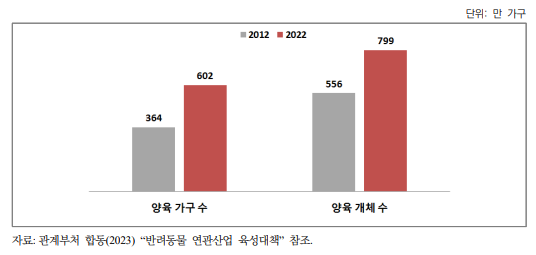 단위: 만 가구
2012 2022
799
602
556
364
양육 가구 수 양육 개체 수
자료: 관계부처 합동(2023) “반려동물 연관산업 육성대책” 참조.